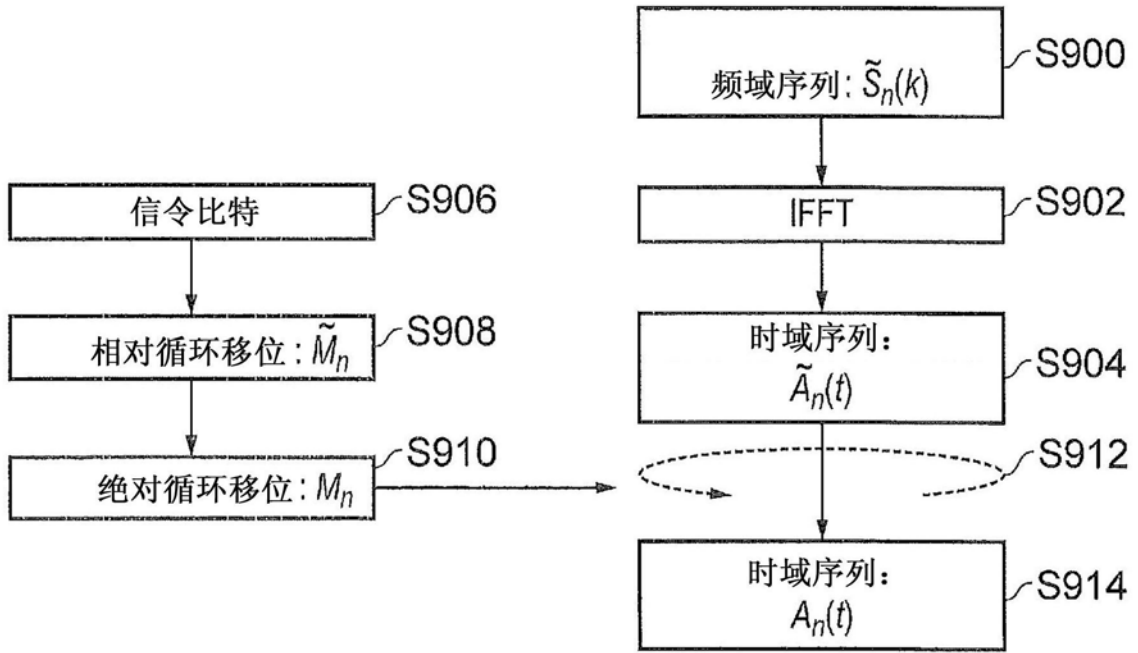 频域序列: S̃n(k)
S900
IFFT
S902
时域序列:
Ãn(t)
S904
信令比特
S906
相对循环移位: M̃n
S908
绝对循环移位: Mn
S910
S912
时域序列:
An(t)
S914